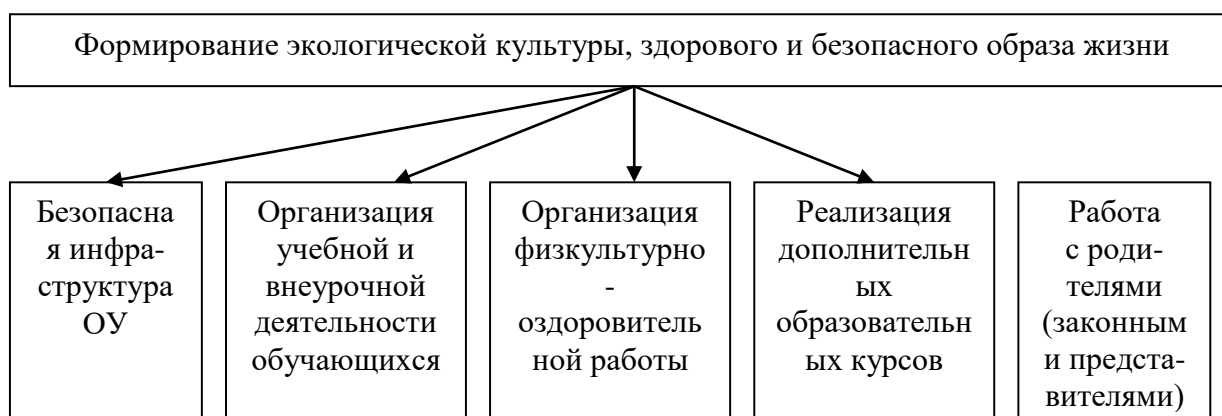 Формирование экологической культуры, здорового и безопасного образа жизни
Безопасна
я инфра-
структура
ОУ
Организация
учебной и
внеурочной
деятельности
обучающихся
Организация
физкультурно
-
оздоровитель
ной работы
Реализация
дополнительн
ых
образовательн
ых курсов
Работа
с роди-
телями
(законным
и предста-
вителями)